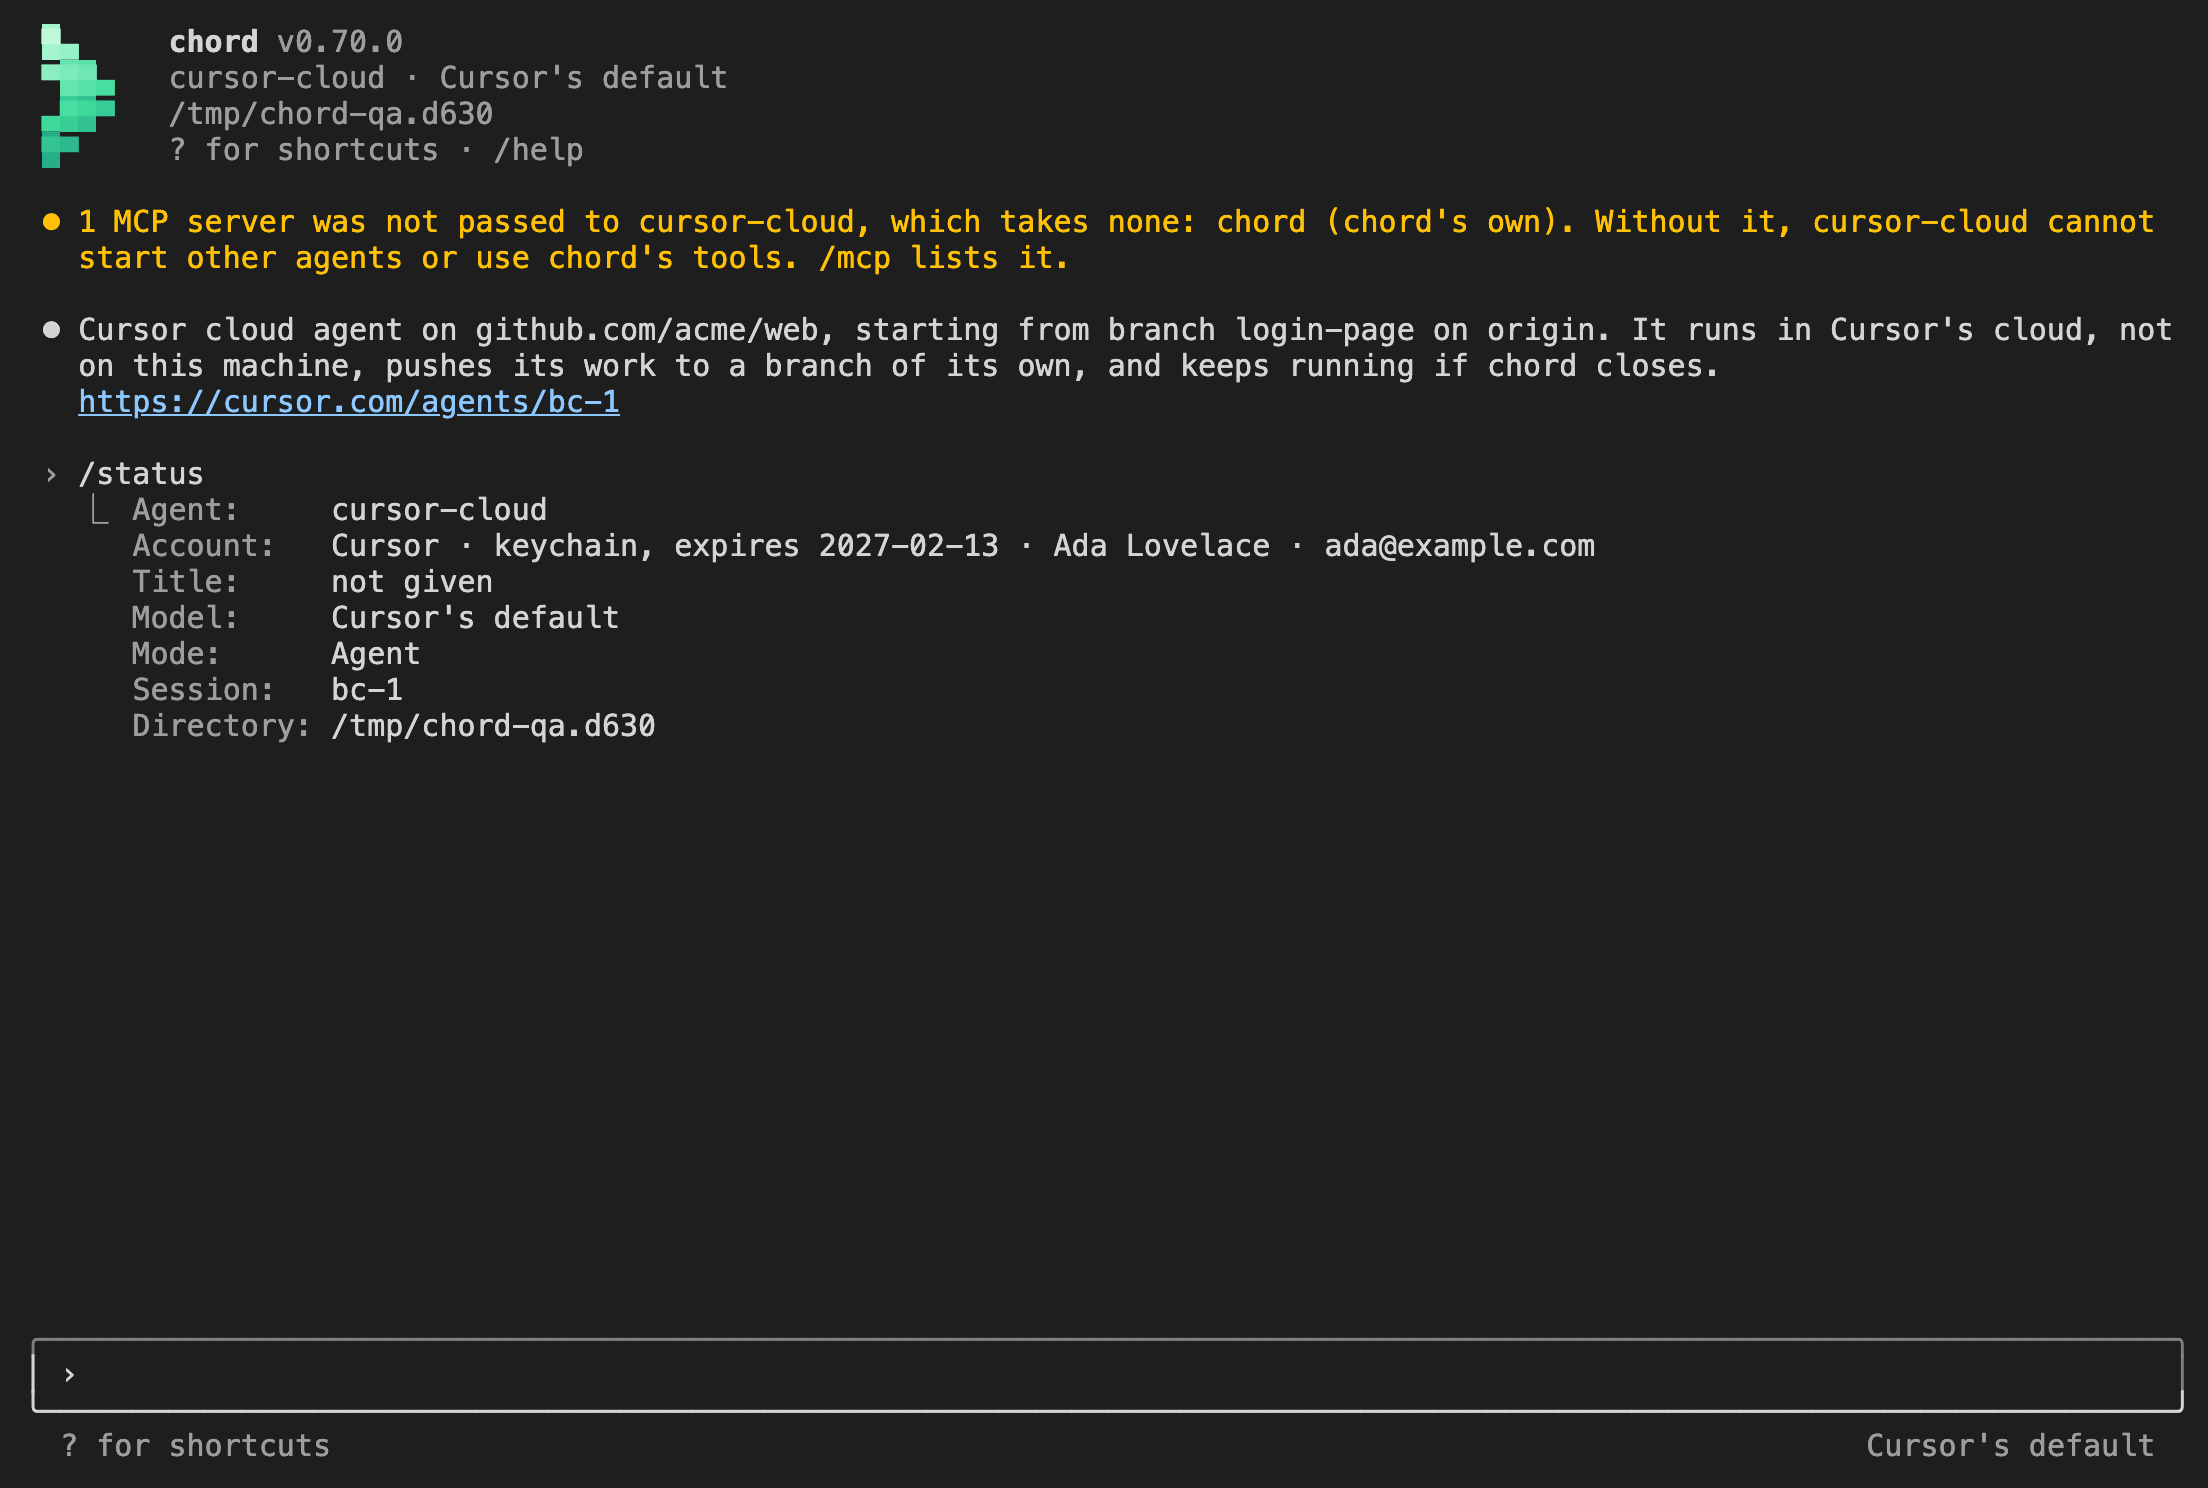 chord v0.70.0
cursor-cloud · Cursor's default
/tmp/chord-qa.d630
? for shortcuts · /help
● 1 MCP server was not passed to cursor-cloud, which takes none: chord (chord's own). Without it, cursor-cloud cannot
start other agents or use chord's tools. /mcp lists it.
● Cursor cloud agent on github.com/acme/web, starting from branch login-page on origin. It runs in Cursor's cloud, not
on this machine, pushes its work to a branch of its own, and keeps running if chord closes.
https://cursor.com/agents/bc-1
› /status
Agent: cursor-cloud
Account: Cursor · keychain, expires 2027-02-13 · Ada Lovelace · ada@example.com
Title: not given
Model: Cursor's default
Mode: Agent
Session: bc-1
Directory: /tmp/chord-qa.d630
›
? for shortcuts Cursor's default